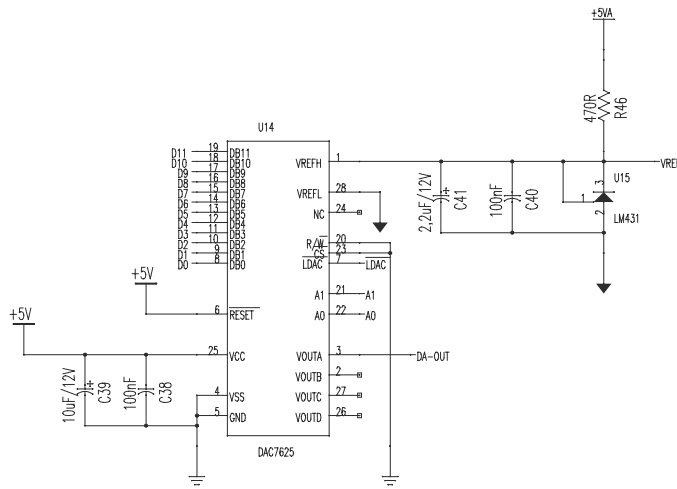 +5VA
470R
R46
U14
D11 19 DB11
D10 18 DB10
D9 17 DB9
D8 16 DB8
D7 15 DB7
D6 14 DB6
D5 13 DB5
D4 12 DB4
D3 11 DB3
D2 10 DB2
D1 9 DB1
D0 8 DB0
VREFH 1
VREFL 28
NC 24
R/W 20
CS 23
LDAC 7 LDAC
A1 21 A1
A0 22 A0
VOUTA 3 DA-OUT
VOUTB 2
VOUTC 27
VOUTD 26
+5V
6 RESET
+5V
25 VCC
4 VSS
5 GND
DAC7625
10uF/12V
C39
100nF
C38
2,2uF/12V
C41
100nF
C40
U15
3
1
2
LM431